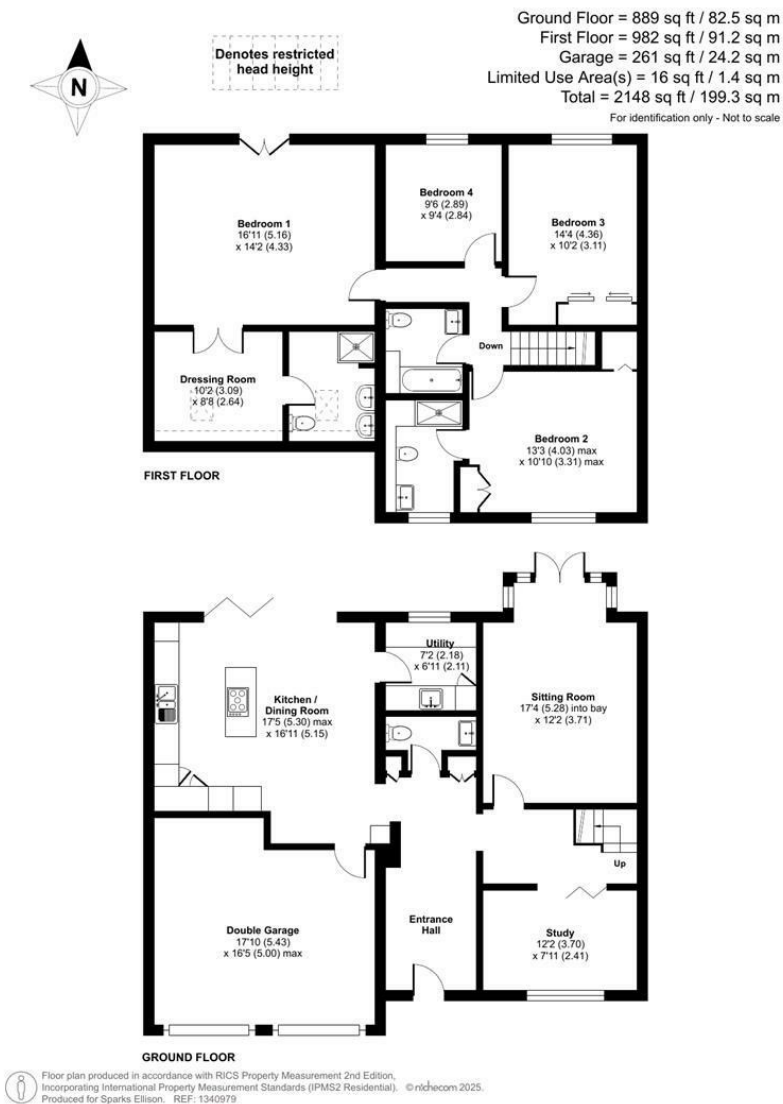 Ground Floor = 889 sq ft / 82.5 sq m
First Floor = 982 sq ft / 91.2 sq m
Garage = 261 sq ft / 24.2 sq m
Limited Use Area(s) = 16 sq ft / 1.4 sq m
Total = 2148 sq ft / 199.3 sq m
For identification only - Not to scale
Denotes restricted
head height
N
Bedroom 1
16'11 (5.16)
x 14'2 (4.33)
Bedroom 4
9'6 (2.89)
x 9'4 (2.84)
Bedroom 3
14'4 (4.36)
x 10'2 (3.11)
Down
Dressing Room
10'2 (3.09)
x 8'8 (2.64)
Bedroom 2
13'3 (4.03) max
x 10'10 (3.31) max
FIRST FLOOR
Utility
7'2 (2.18)
x 6'11 (2.11)
Kitchen /
Dining Room
17'5 (5.30) max
x 16'11 (5.15)
Sitting Room
17'4 (5.28) into bay
x 12'2 (3.71)
Up
Entrance
Hall
Double Garage
17'10 (5.43)
x 16'5 (5.00) max
Study
12'2 (3.70)
x 7'11 (2.41)
GROUND FLOOR
Floor plan produced in accordance with RICS Property Measurement 2nd Edition,
Incorporating International Property Measurement Standards (IPMS2 Residential). © nichecom 2025.
Produced for Sparks Ellison. REF: 1340979